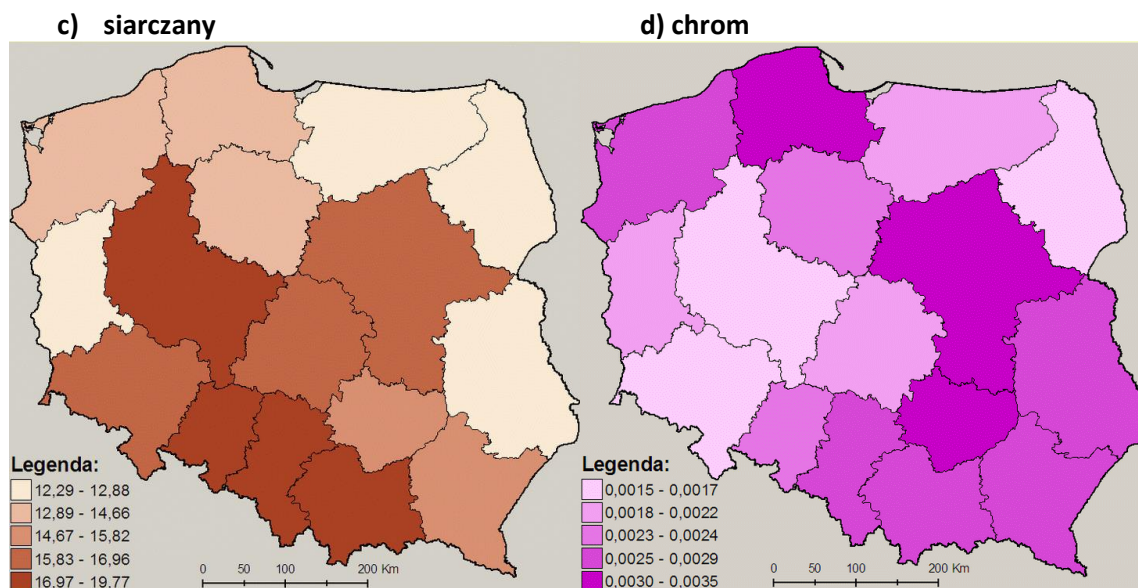 c) siarczany
Legenda:
12,29 - 12,88
12,89 - 14,66
14,67 - 15,82
15,83 - 16,96
16,97 - 19,77
0 50 100 200 Km
d) chrom
Legenda:
0,0015 - 0,0017
0,0018 - 0,0022
0,0023 - 0,0024
0,0025 - 0,0029
0,0030 - 0,0035
0 50 100 200 Km